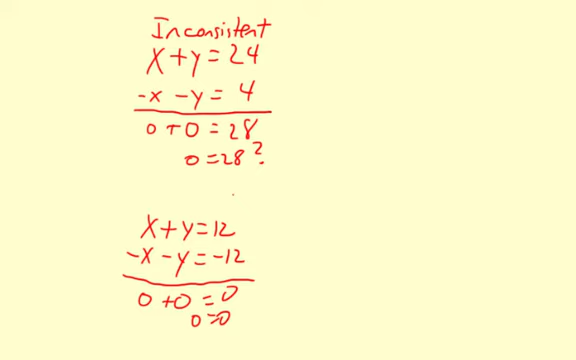 Inconsistent
x + y = 24
-x - y = 4
0 + 0 = 28
0 = 28 ?
x + y = 12
-x - y = -12
0 + 0 = 0
0 = 0